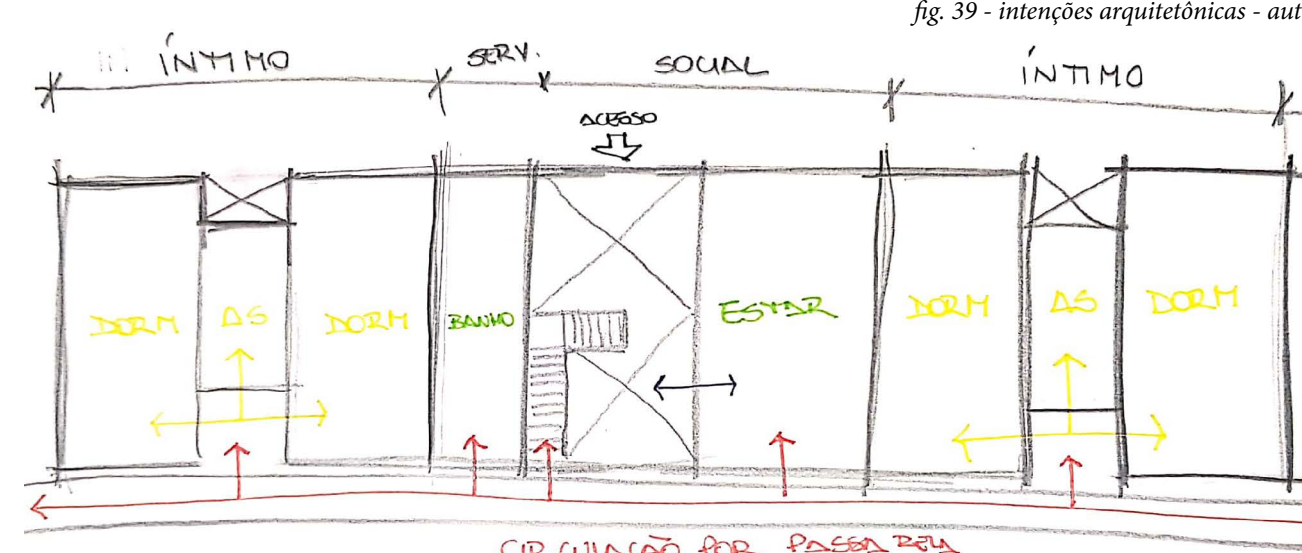 fig. 39 - intenções arquitetônicas - aut
ÍNTIMO
SERV.
SOCIAL
ÍNTIMO
ACESSO
DORM
AS
DORM
BANHO
ESTAR
DORM
AS
DORM
CIRCULAÇÃO POR PASSARELA